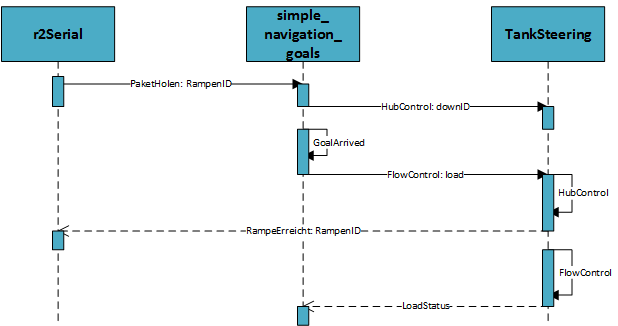 r2Serial
simple_
navigation_
goals
TankSteering
PaketHolen: RampenID
HubControl: downID
GoalArrived
FlowControl: load
HubControl
RampeErreicht: RampenID
FlowControl
LoadStatus